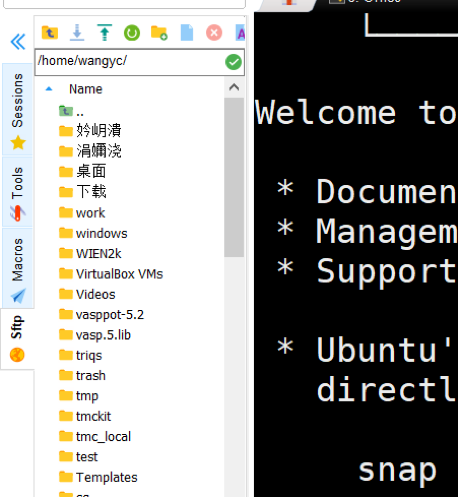 /home/wangyc/
Name
..
妗岄潰
涓嬭浇
桌面
下载
work
windows
WIEN2k
VirtualBox VMs
Videos
vasppot-5.2
vasp.5.lib
triqs
trash
tmp
tmckit
tmc_local
test
Templates
Sessions
Tools
Macros
Sftp
Welcome to
* Documen
* Managem
* Support
* Ubuntu'
directl
snap